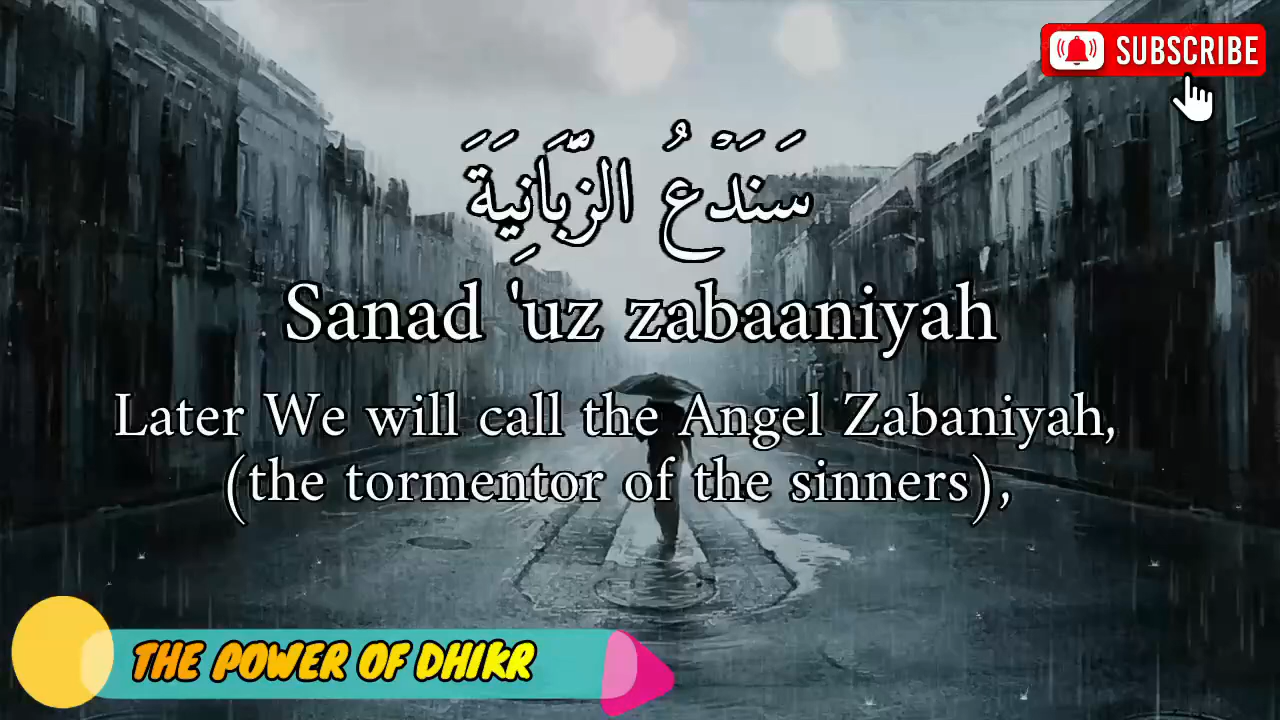 SUBSCRIBE
سَنَدْعُ الزَّبَانِيَةَ
Sanad 'uz zabaaniyah
Later We will call the Angel Zabaniyah,
(the tormentor of the sinners),
THE POWER OF DHIKR